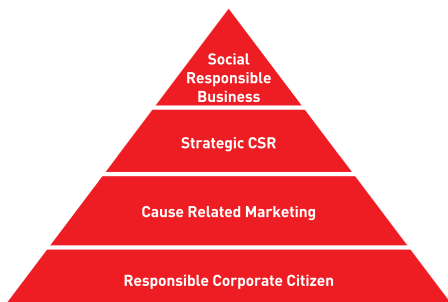 Social
Responsible
Business
Strategic CSR
Cause Related Marketing
Responsible Corporate Citizen